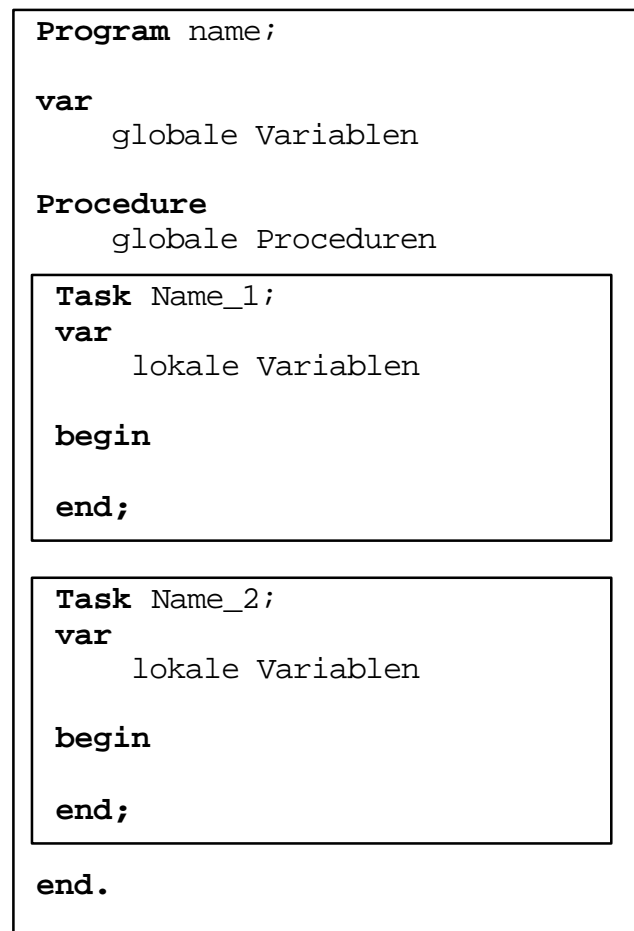 Program name;
var
globale Variablen
Procedure
globale Proceduren
Task Name_1;
var
lokale Variablen
begin
end;
Task Name_2;
var
lokale Variablen
begin
end;
end.